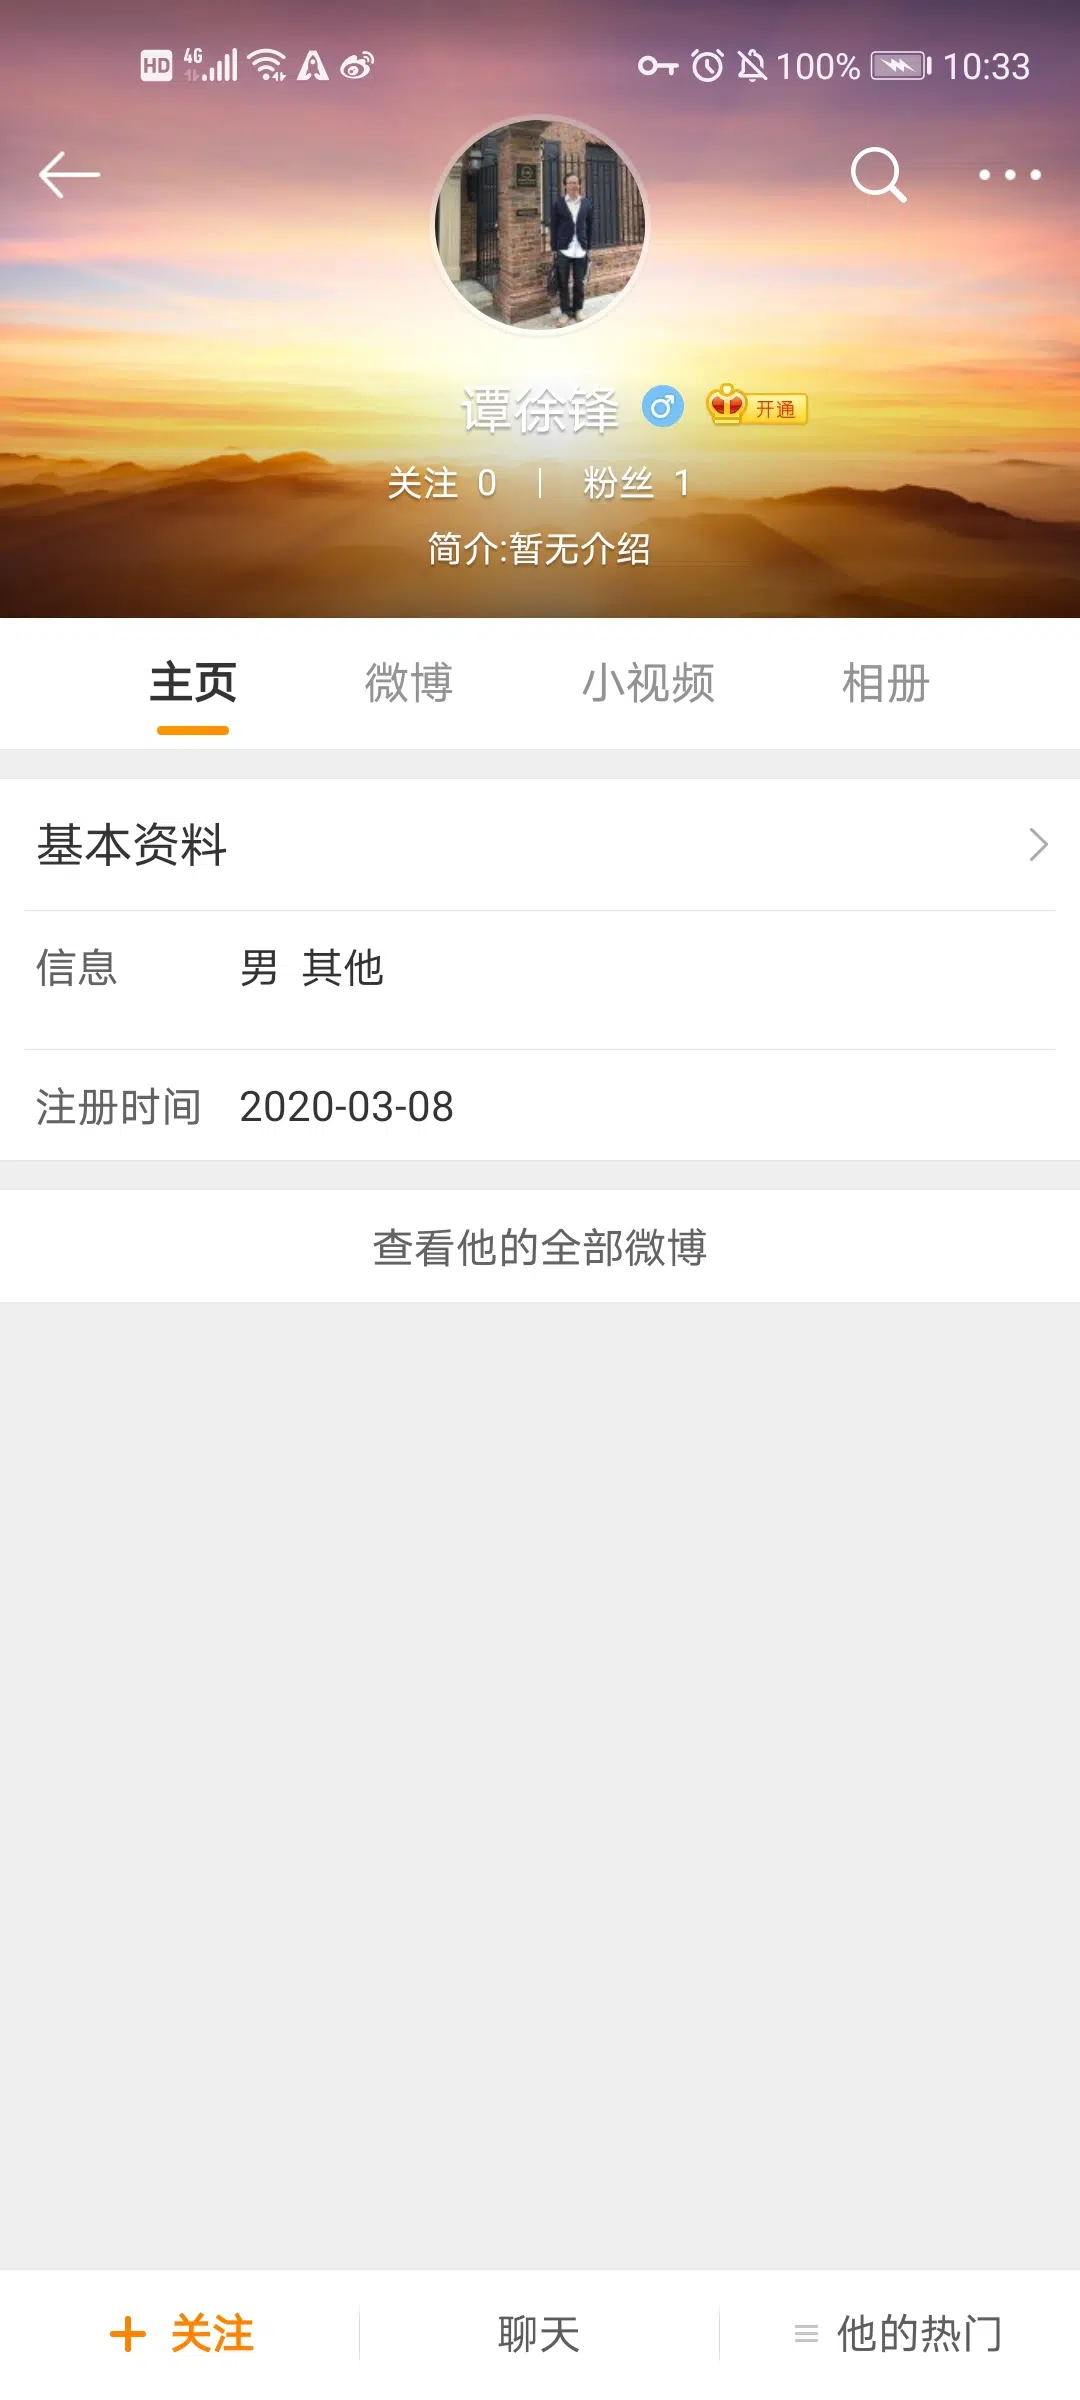 HD 4G 100% 10:33
谭徐锋 开通
关注 0 | 粉丝 1
简介:暂无介绍
主页 微博 小视频 相册
基本资料
信息 男 其他
注册时间 2020-03-08
查看他的全部微博
+ 关注 聊天 他的热门